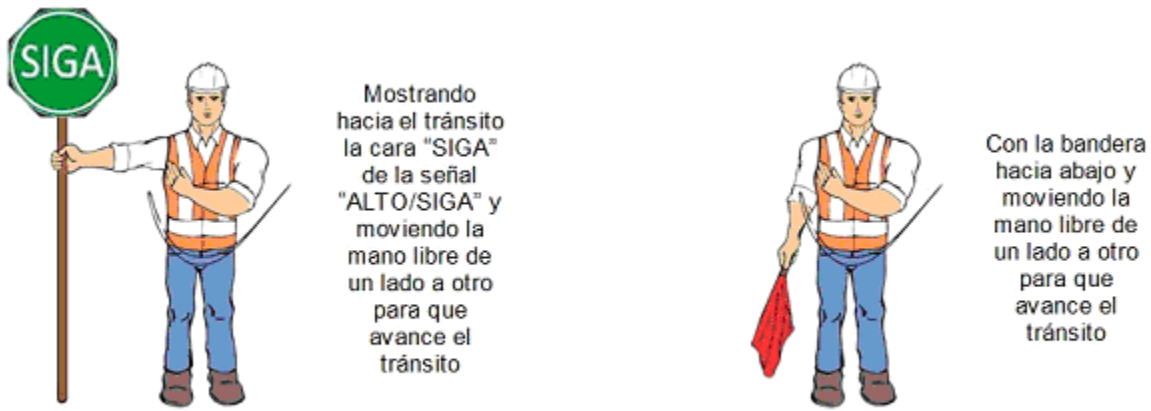 SIGA
Mostrando
hacia el tránsito
la cara "SIGA"
de la señal
"ALTO/SIGA" y
moviendo la
mano libre de
un lado a otro
para que
avance el
tránsito
Con la bandera
hacia abajo y
moviendo la
mano libre de
un lado a otro
para que
avance el
tránsito